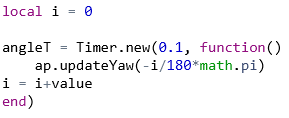 local i = 0

angleT = Timer.new(0.1, function()
    ap.updateYaw(-i/180*math.pi)
i = i+value
end)